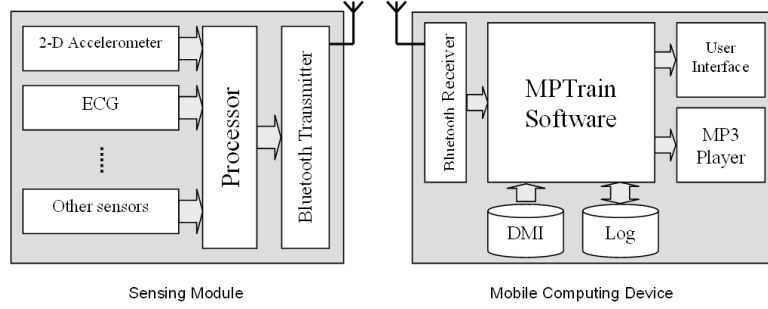 2-D Accelerometer
ECG
Other sensors
Processor
Bluetooth Transmitter
Sensing Module
Bluetooth Receiver
MPTrain
Software
User
Interface
MP3
Player
DMI
Log
Mobile Computing Device